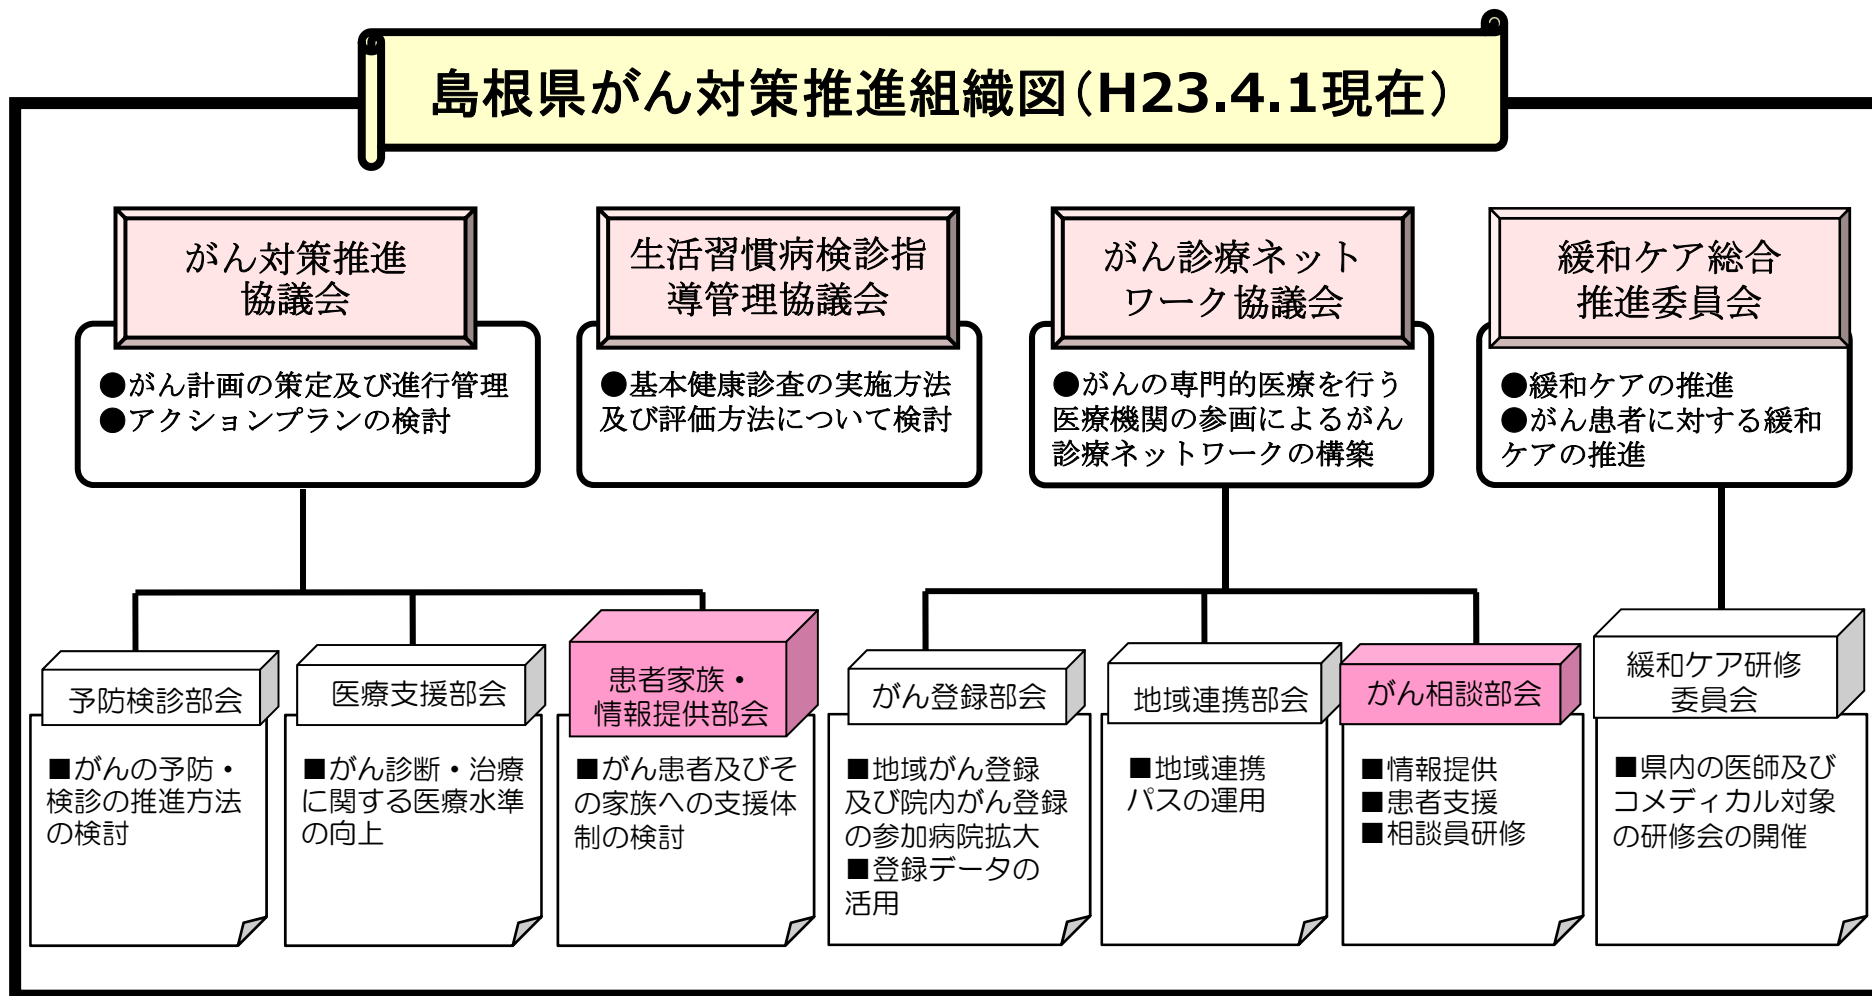 島根県がん対策推進組織図（H23.4.1現在）
がん対策推進
協議会
●がん計画の策定及び進行管理
●アクションプランの検討
生活習慣病検診指
導管理協議会
●基本健康診査の実施方法
及び評価方法について検討
がん診療ネット
ワーク協議会
●がんの専門的医療を行う
医療機関の参画によるがん
診療ネットワークの構築
緩和ケア総合
推進委員会
●緩和ケアの推進
●がん患者に対する緩和
ケアの推進
予防検診部会
■がんの予防・
検診の推進方法
の検討
医療支援部会
■がん診断・治療
に関する医療水準
の向上
患者家族・
情報提供部会
■がん患者及びそ
の家族への支援体
制の検討
がん登録部会
■地域がん登録
及び院内がん登録
の参加病院拡大
■登録データの
活用
地域連携部会
■地域連携
パスの運用
がん相談部会
■情報提供
■患者支援
■相談員研修
緩和ケア研修
委員会
■県内の医師及び
コメディカル対象
の研修会の開催